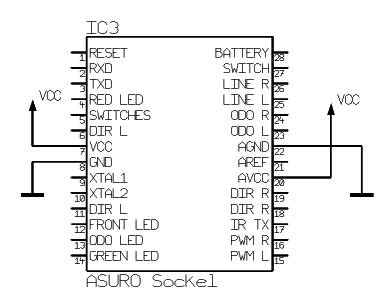 IC3
VCC
VCC
1 RESET BATTERY 28
2 RXD SWITCH 27
3 TXD LINE R 26
4 RED LED LINE L 25
5 SWITCHES ODO R 24
6 DIR L ODO L 23
7 VCC AGND 22
8 GND AREF 21
9 XTAL1 AVCC 20
10 XTAL2 DIR R 19
11 DIR L DIR R 18
12 FRONT LED IR TX 17
13 ODO LED PWM R 16
14 GREEN LED PWM L 15
ASURO Sockel